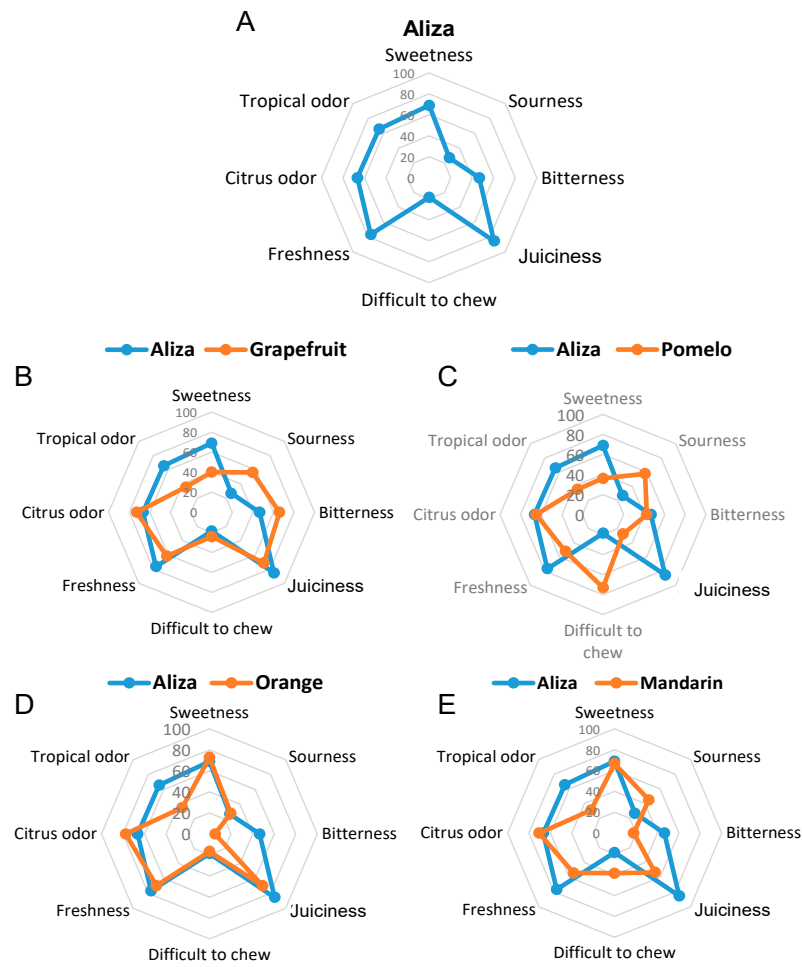 A
Aliza
Sweetness
100
80
60
40
20
0
Tropical odor
Sourness
Citrus odor
Bitterness
Freshness
Juiciness
Difficult to chew
Aliza
Grapefruit
B
Sweetness
100
80
60
40
20
0
Tropical odor
Sourness
Citrus odor
Bitterness
Freshness
Juiciness
Difficult to chew
Aliza
Pomelo
C
Sweetness
100
80
60
40
20
0
Tropical odor
Sourness
Citrus odor
Bitterness
Freshness
Juiciness
Difficult to
chew
Aliza
Orange
D
Sweetness
100
80
60
40
20
0
Tropical odor
Sourness
Citrus odor
Bitterness
Freshness
Juiciness
Difficult to chew
Aliza
Mandarin
E
Sweetness
100
80
60
40
20
0
Tropical odor
Sourness
Citrus odor
Bitterness
Freshness
Juiciness
Difficult to chew